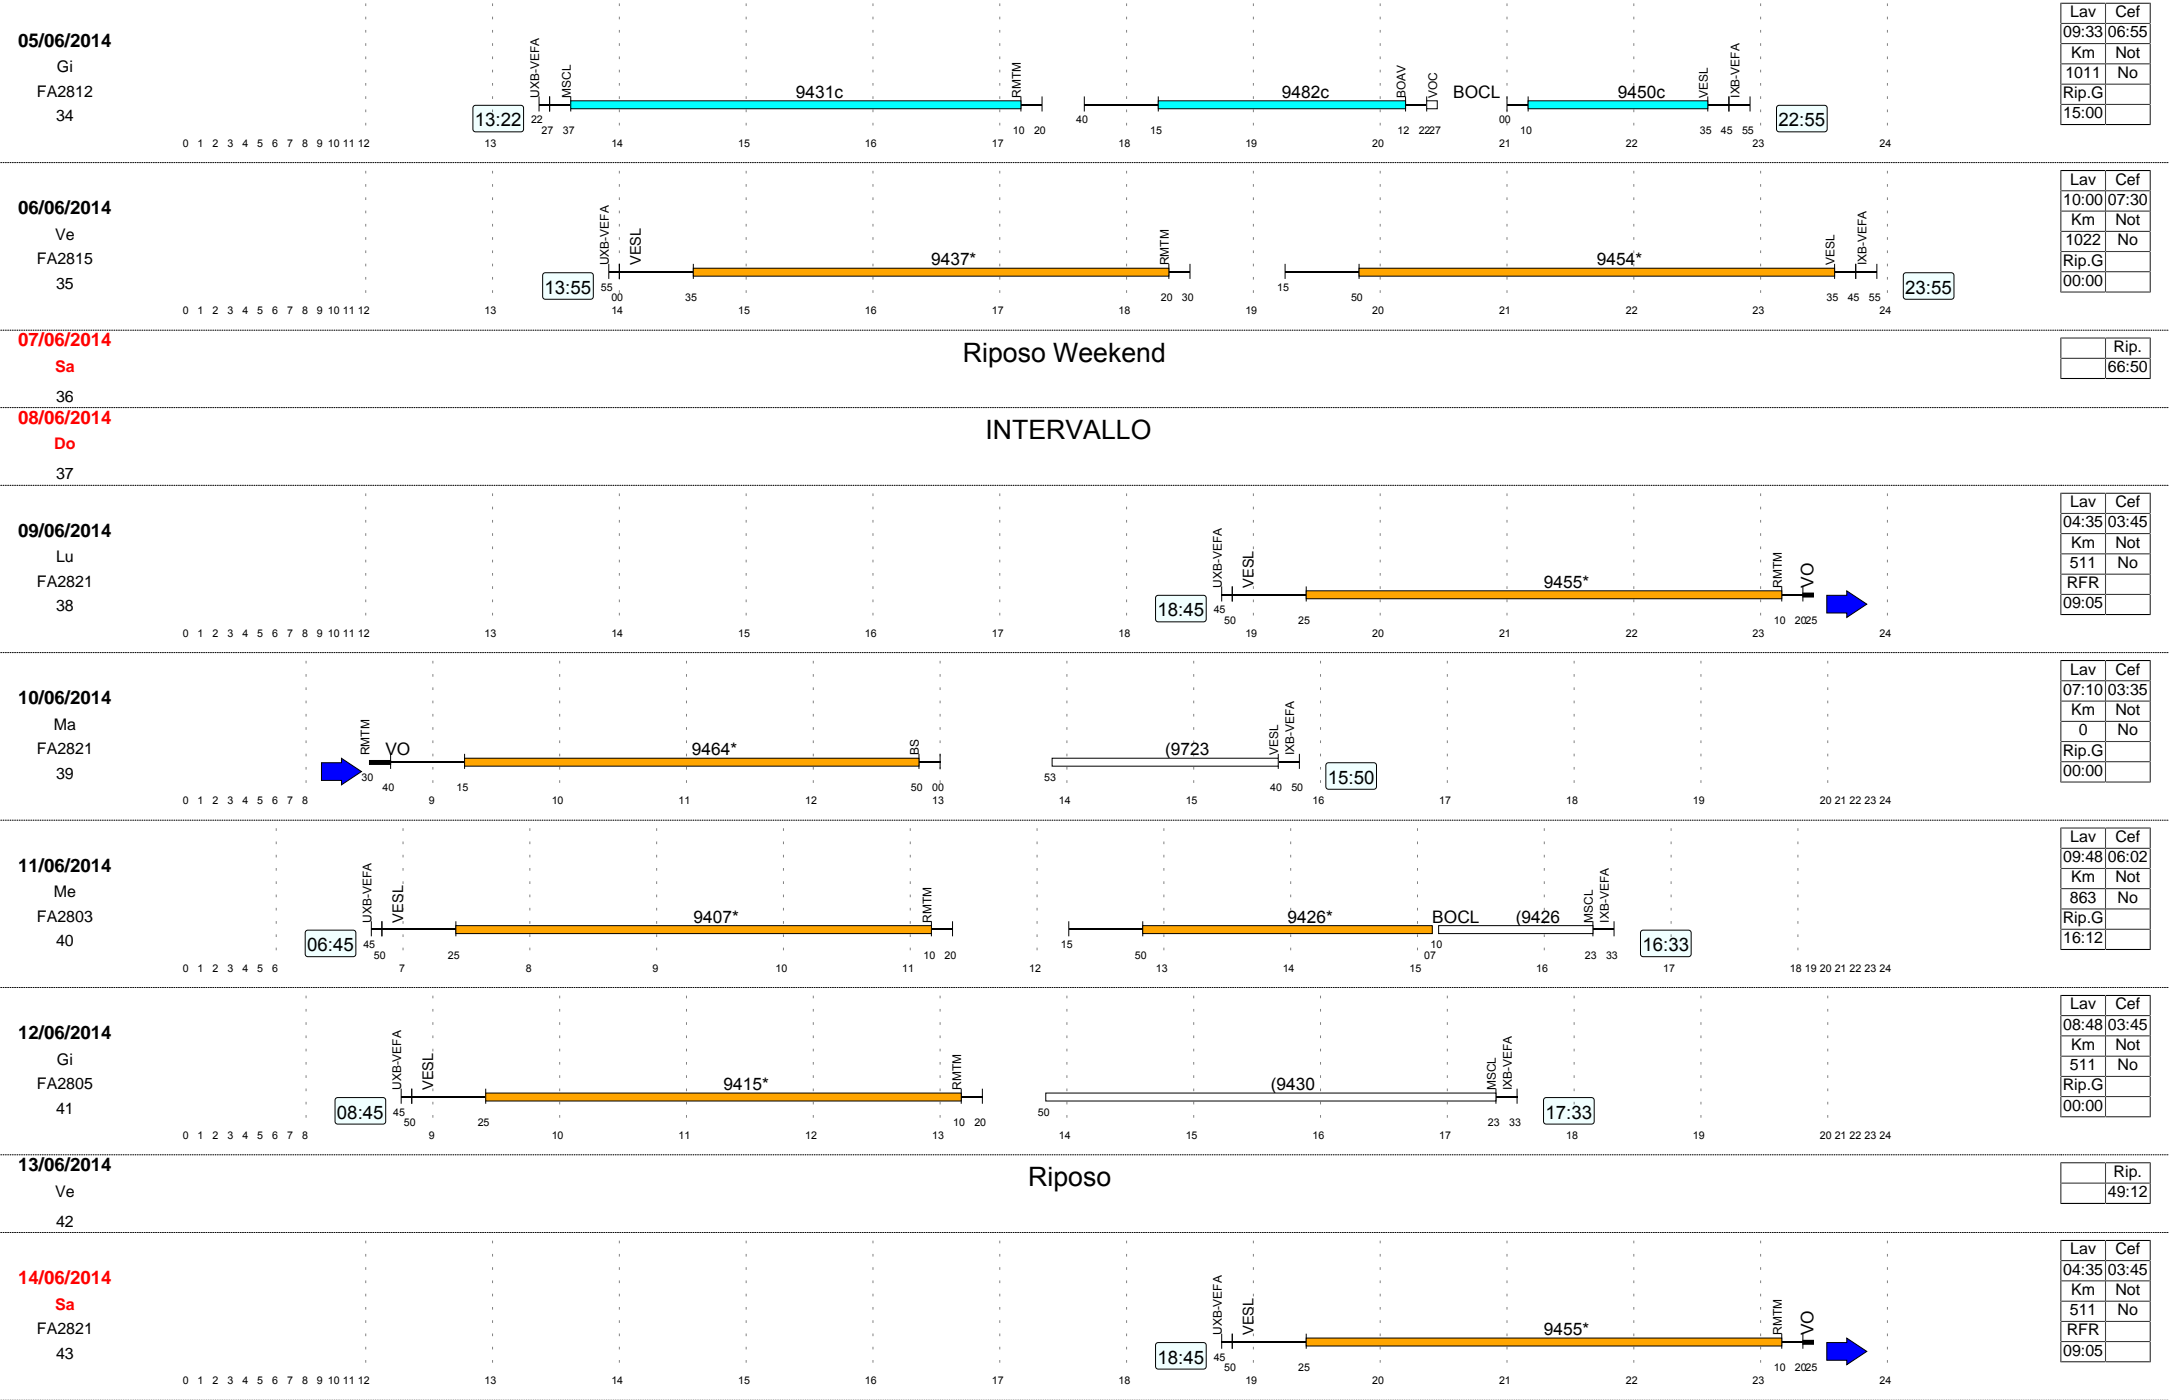 05/06/2014
Gi
FA2812
34
13:22
UXB-VEFA
MSCL
9431c
RMTM
9482c
BOAV
VOC
BOCL
9450c
VESL
IXB-VEFA
22:55
22 27 37 10 20 40 15 12 22 27 00 10 35 45 55
0 1 2 3 4 5 6 7 8 9 10 11 12 13 14 15 16 17 18 19 20 21 22 23 24
Lav Cef
09:33 06:55
Km Not
1011 No
Rip.G
15:00
06/06/2014
Ve
FA2815
35
13:55
UXB-VEFA
VESL
9437*
RMTM
9454*
VESL
IXB-VEFA
23:55
55 00 35 20 30 15 50 35 45 55
0 1 2 3 4 5 6 7 8 9 10 11 12 13 14 15 16 17 18 19 20 21 22 23 24
Lav Cef
10:00 07:30
Km Not
1022 No
Rip.G
00:00
07/06/2014
Sa
36
Riposo Weekend
Rip.
66:50
08/06/2014
Do
37
INTERVALLO
09/06/2014
Lu
FA2821
38
18:45
UXB-VEFA
VESL
9455*
RMTM
VO
45 50 25 10 20 25
0 1 2 3 4 5 6 7 8 9 10 11 12 13 14 15 16 17 18 19 20 21 22 23 24
Lav Cef
04:35 03:45
Km Not
511 No
RFR
09:05
10/06/2014
Ma
FA2821
39
RMTM
VO
9464*
BS
(9723
VESL
IXB-VEFA
15:50
30 40 15 50 00 53 40 50
0 1 2 3 4 5 6 7 8 9 10 11 12 13 14 15 16 17 18 19 20 21 22 23 24
Lav Cef
07:10 03:35
Km Not
0 No
Rip.G
00:00
11/06/2014
Me
FA2803
40
06:45
UXB-VEFA
VESL
9407*
RMTM
9426*
BOCL
(9426
MSCL
IXB-VEFA
16:33
45 50 25 10 20 15 50 07 10 23 33
0 1 2 3 4 5 6 7 8 9 10 11 12 13 14 15 16 17 18 19 20 21 22 23 24
Lav Cef
09:48 06:02
Km Not
863 No
Rip.G
16:12
12/06/2014
Gi
FA2805
41
08:45
UXB-VEFA
VESL
9415*
RMTM
(9430
MSCL
IXB-VEFA
17:33
45 50 25 10 20 50 23 33
0 1 2 3 4 5 6 7 8 9 10 11 12 13 14 15 16 17 18 19 20 21 22 23 24
Lav Cef
08:48 03:45
Km Not
511 No
Rip.G
00:00
13/06/2014
Ve
42
Riposo
Rip.
49:12
14/06/2014
Sa
FA2821
43
18:45
UXB-VEFA
VESL
9455*
RMTM
VO
45 50 25 10 20 25
0 1 2 3 4 5 6 7 8 9 10 11 12 13 14 15 16 17 18 19 20 21 22 23 24
Lav Cef
04:35 03:45
Km Not
511 No
RFR
09:05